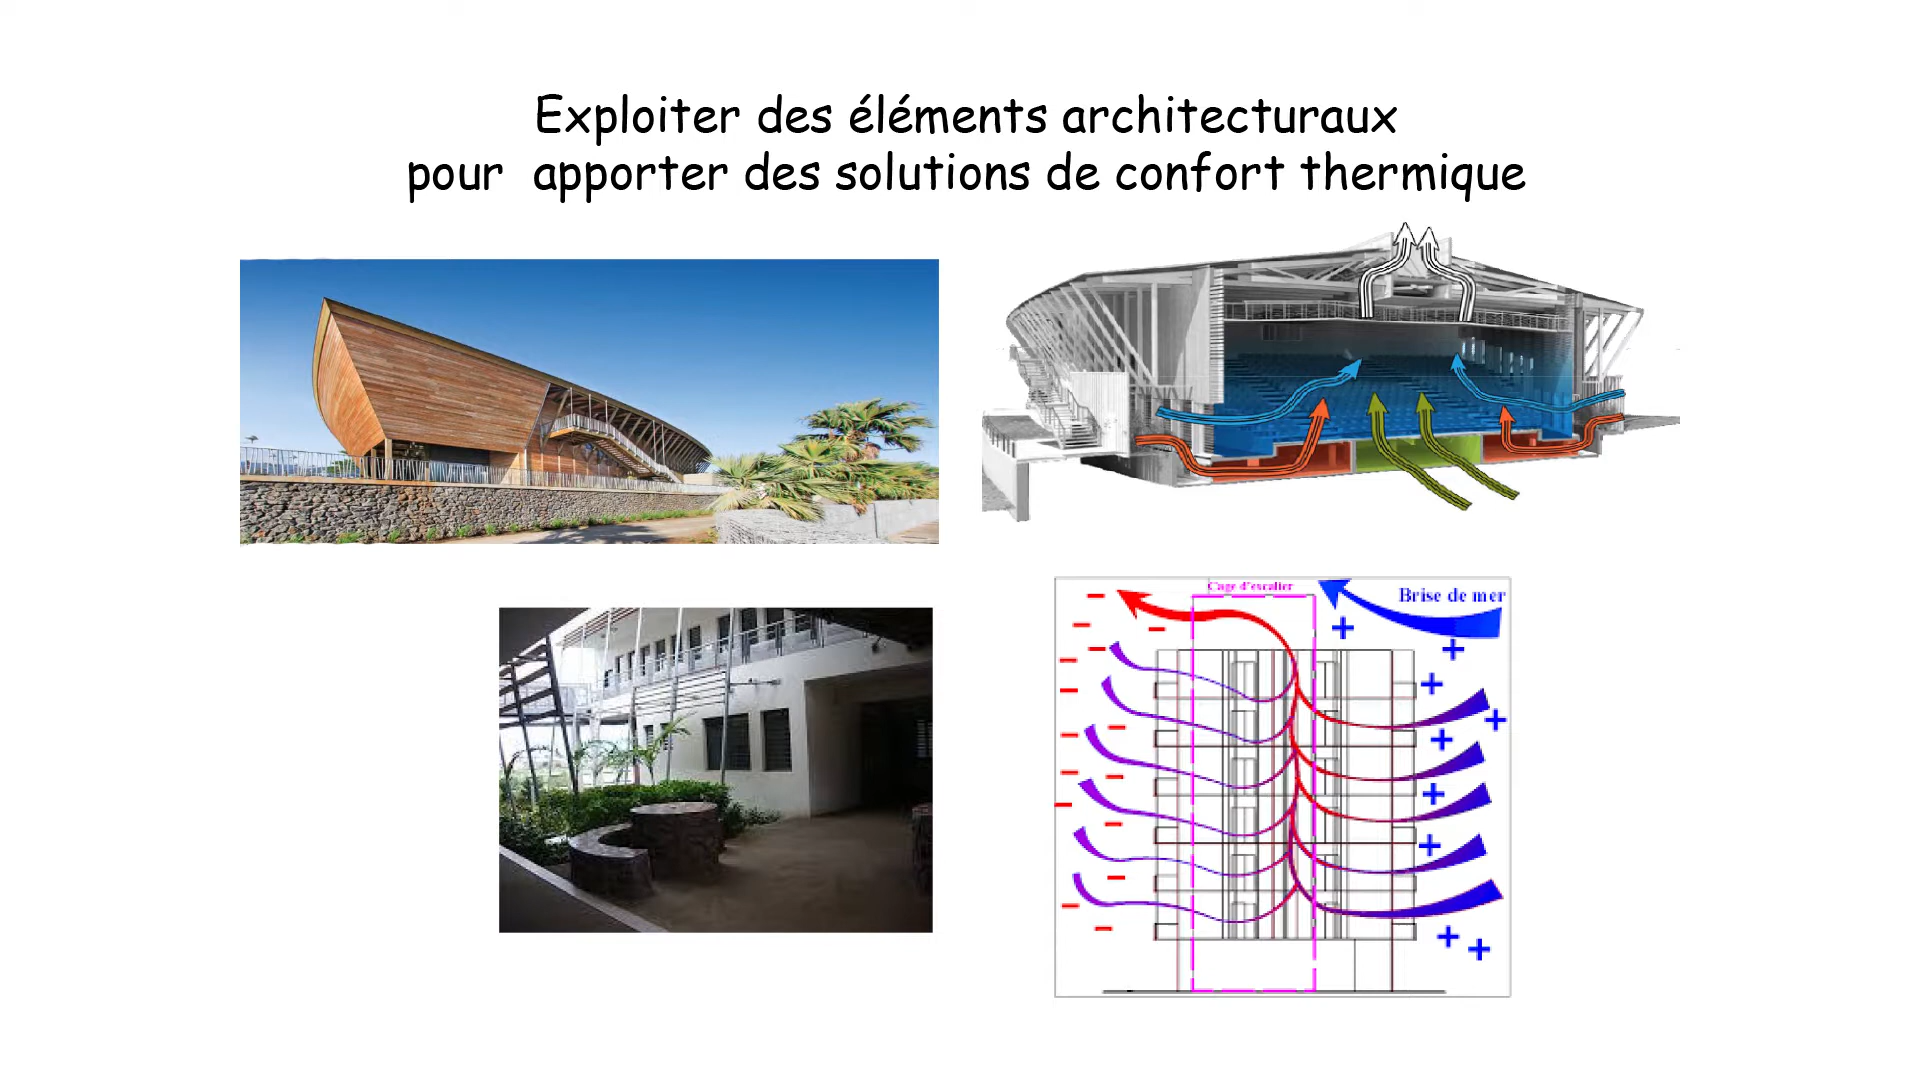 Exploiter des éléments architecturaux
pour apporter des solutions de confort thermique
Cage d'escalier
Brise de mer